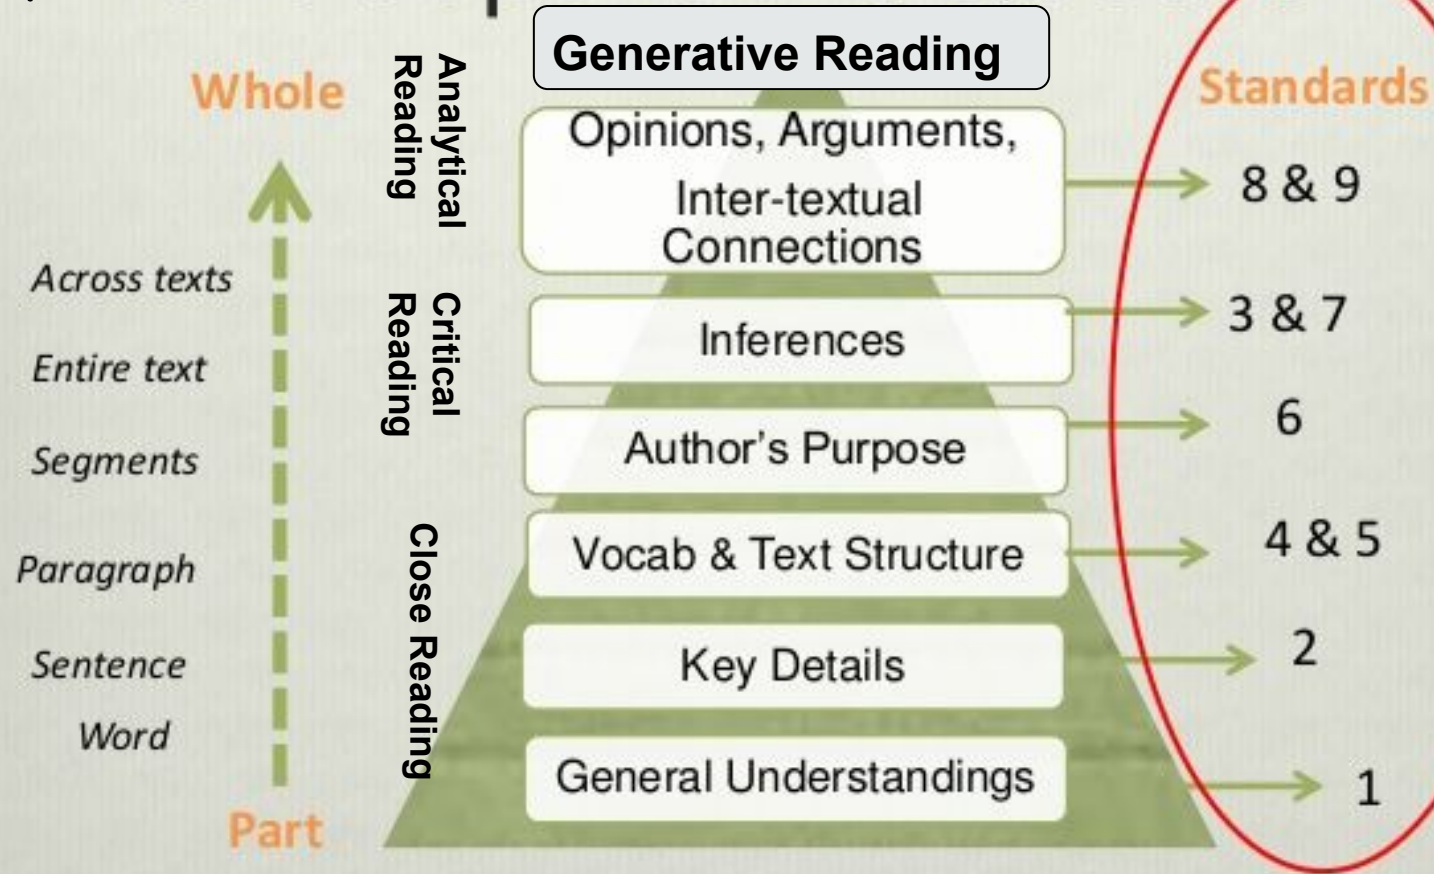 Generative Reading
Whole
Analytical
Reading
Standards
Opinions, Arguments,
Inter-textual
Connections
8 & 9
Across texts
Critical
Reading
Inferences
3 & 7
Entire text
Author's Purpose
6
Segments
Close Reading
Vocab & Text Structure
4 & 5
Paragraph
Key Details
2
Sentence
Word
General Understandings
1
Part